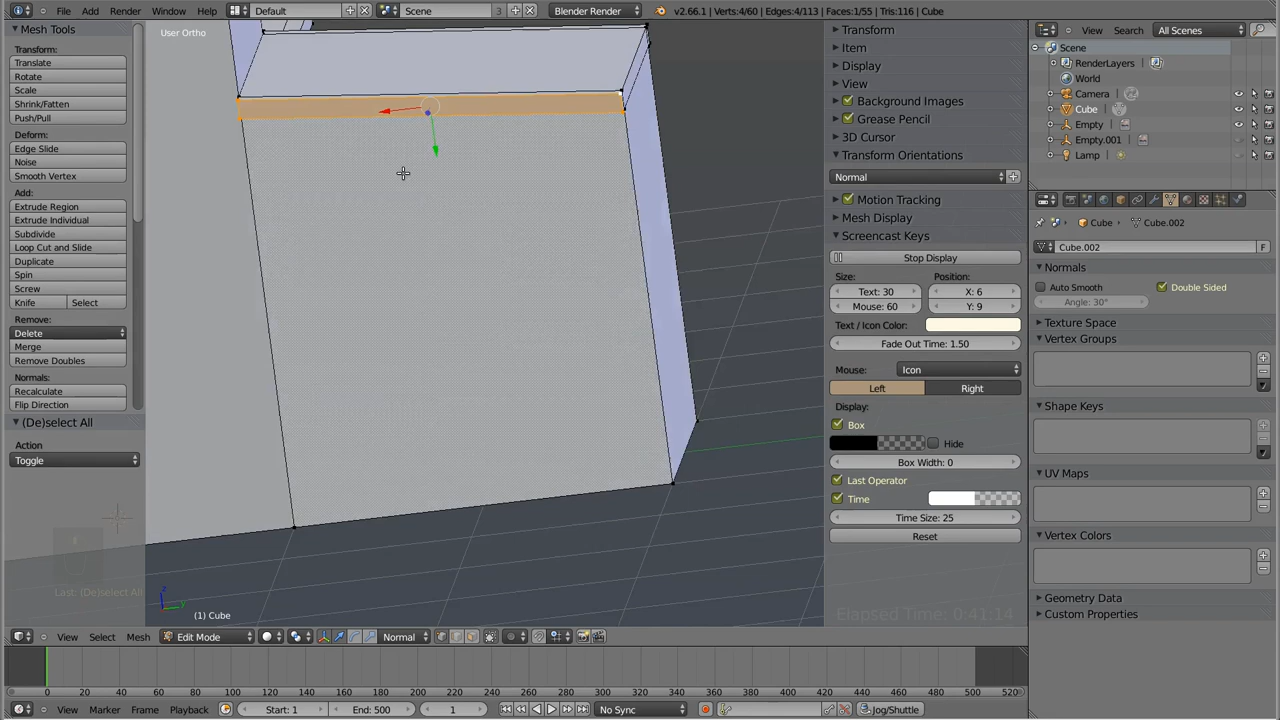 File Add Render Window Help Default Scene Blender Render v2.66.1 | Verts:4/60 | Edges:4/113 | Faces:1/55 | Tris:116 | Cube
Mesh Tools
Transform:
Translate
Rotate
Scale
Shrink/Fatten
Push/Pull
Deform:
Edge Slide
Noise
Smooth Vertex
Add:
Extrude Region
Extrude Individual
Subdivide
Loop Cut and Slide
Duplicate
Spin
Screw
Knife Select
Remove:
Delete
Merge
Remove Doubles
Normals:
Recalculate
Flip Direction
(De)select All
Action
Toggle
Last: (De)select All
User Ortho
z
y
(1) Cube
Elapsed Time: 0:41:14
Transform
Item
Display
View
Background Images
Grease Pencil
3D Cursor
Transform Orientations
Normal
Motion Tracking
Mesh Display
Screencast Keys
Stop Display
Size: Position:
Text: 30 X: 6
Mouse: 60 Y: 9
Text / Icon Color:
Fade Out Time: 1.50
Mouse: Icon
Left Right
Display:
Box
Hide
Box Width: 0
Last Operator
Time
Time Size: 25
Reset
View Search All Scenes
Scene
RenderLayers
World
Camera
Cube
Empty
Empty.001
Lamp
Cube Cube.002
Cube.002 F
Normals
Auto Smooth Double Sided
Angle: 30°
Texture Space
Vertex Groups
Shape Keys
UV Maps
Vertex Colors
Geometry Data
Custom Properties
View Select Mesh Edit Mode Normal
0 20 40 60 80 100 120 140 160 180 200 220 240 260 280 300 320 340 360 380 400 420 440 460 480 500 520
View Marker Frame Playback Start: 1 End: 500 1 No Sync Jog/Shuttle